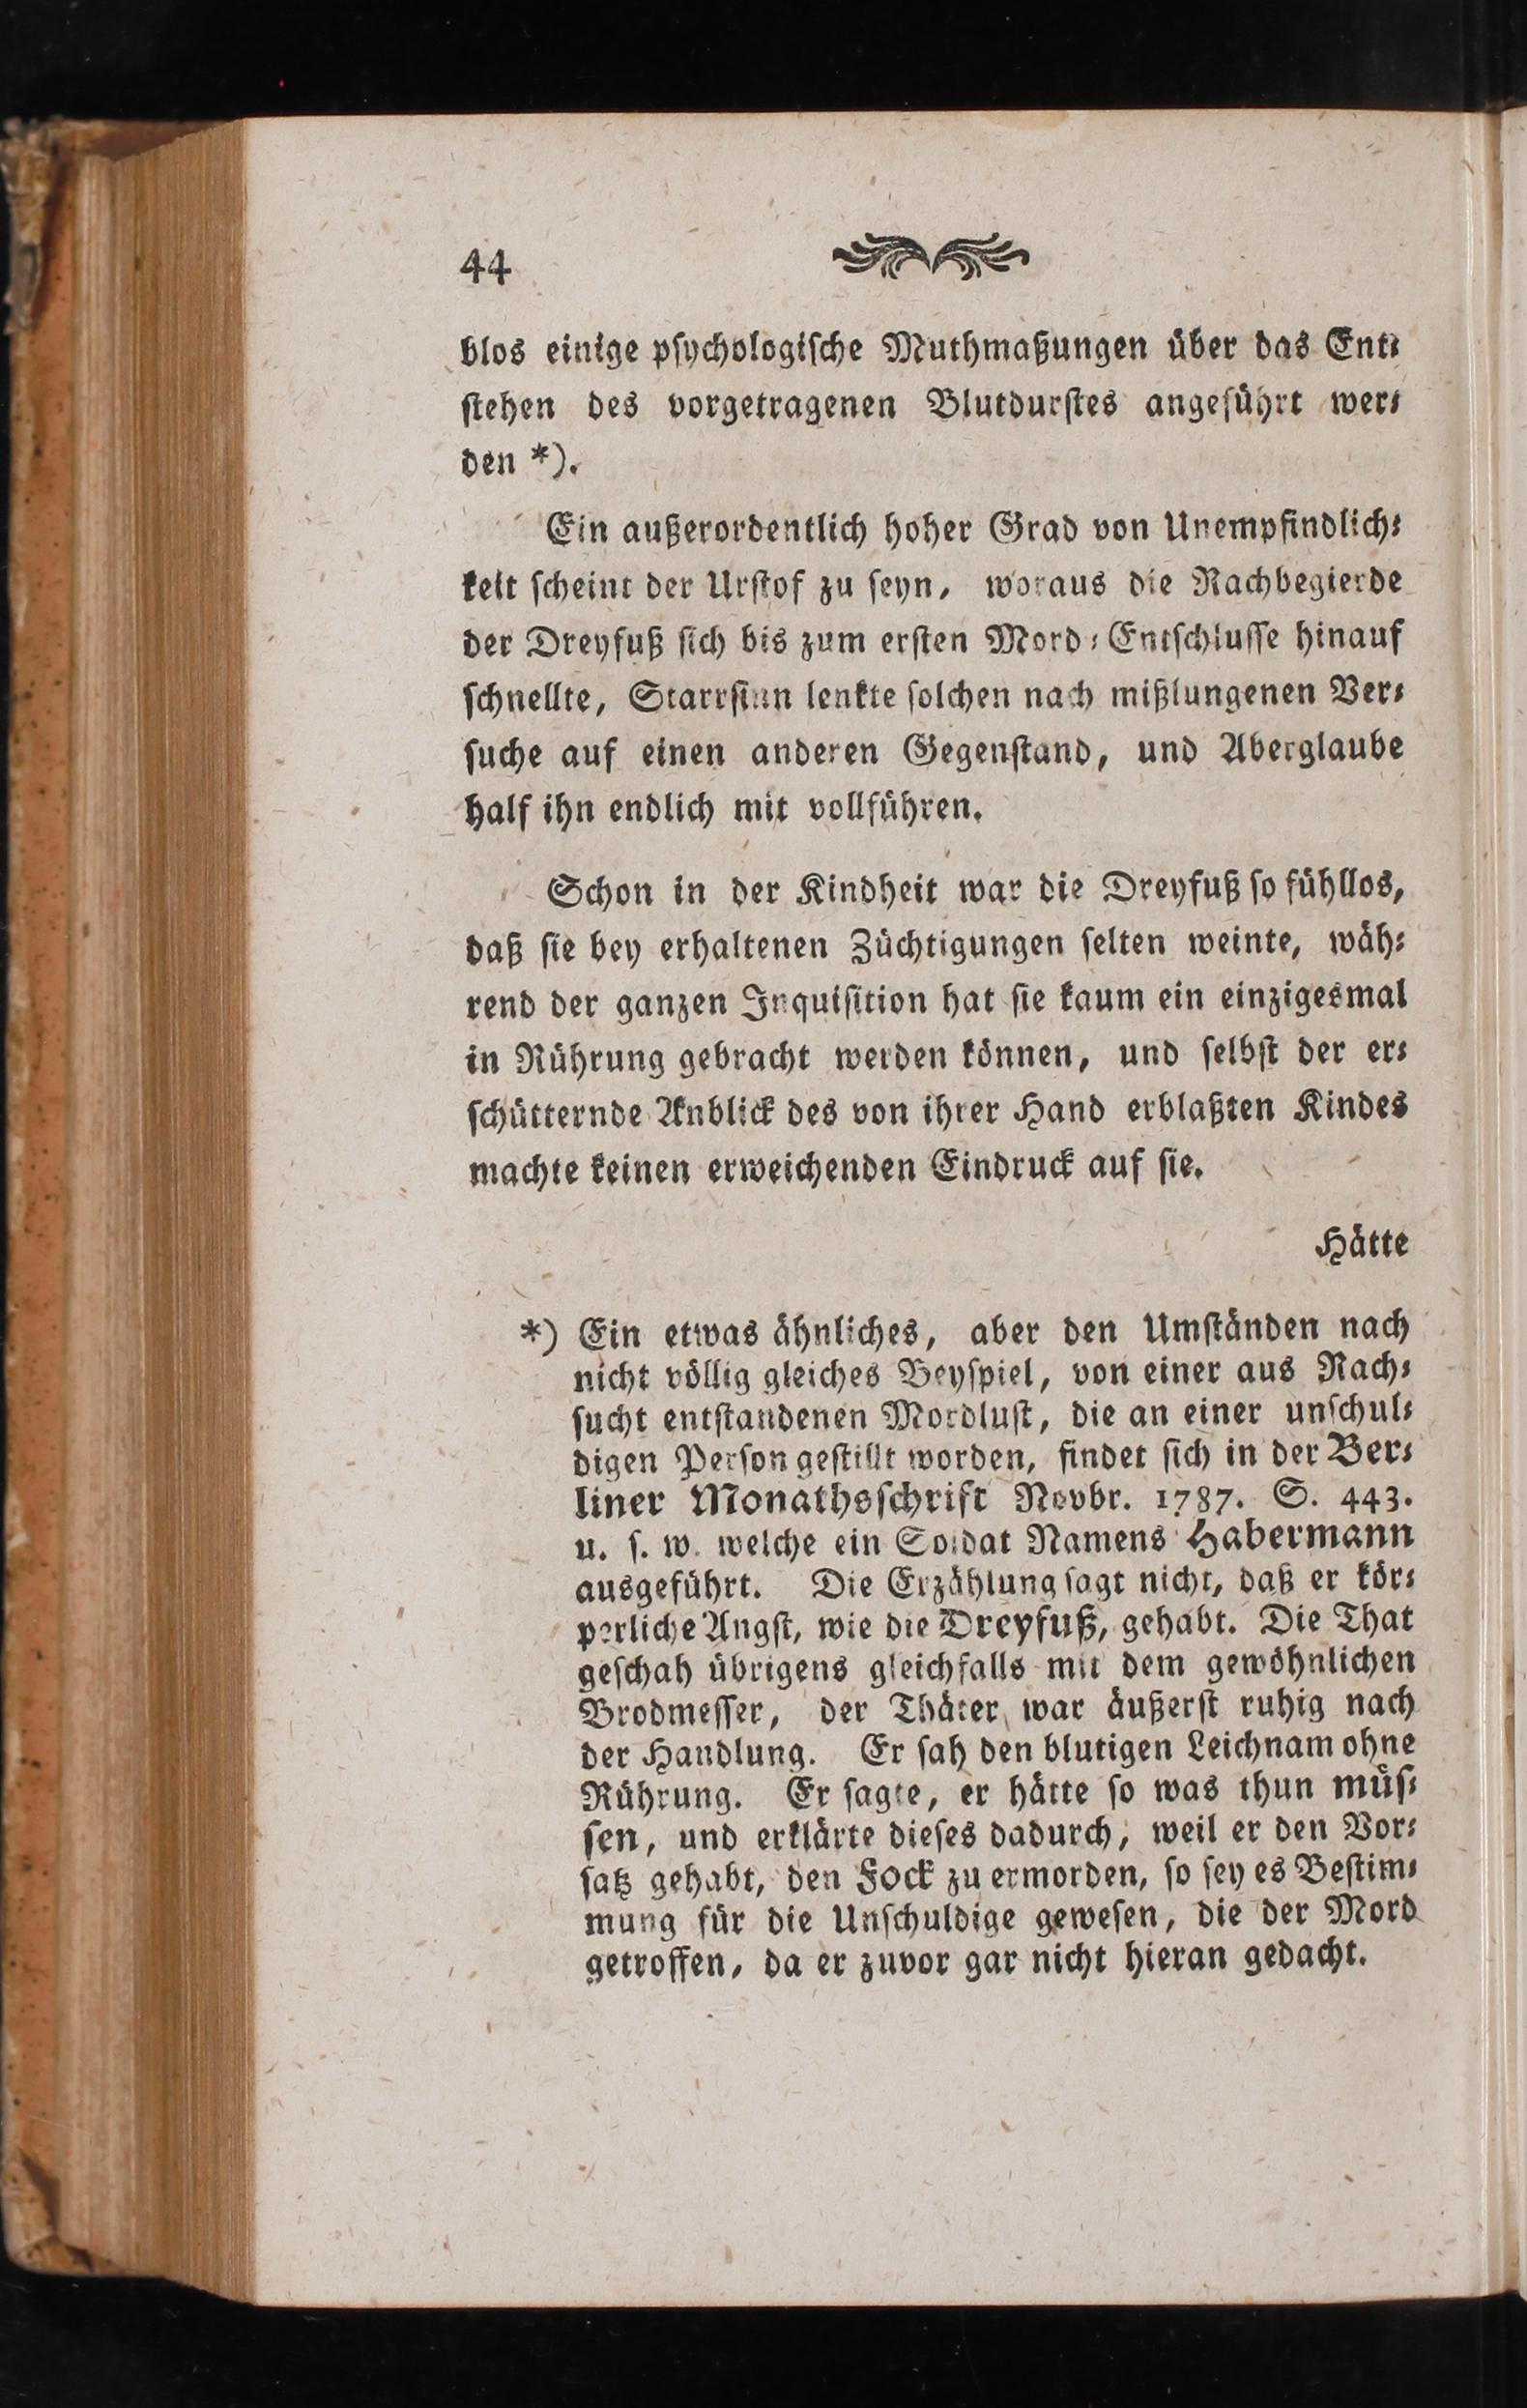 44
blos einige pſychologiſche Muthmaßungen über das Ent⸗
ſtehen des vorgetragenen Blutdurſtes angeführt wer⸗
den *).
Ein außerordentlich hoher Grad von Unempfindlich⸗
keit ſcheint der Urſtof zu ſeyn, woraus die Rachbegierde
der Dreyfuß ſich bis zum erſten Mord⸗Entſchluſſe hinauf
ſchnellte, Starrſinn lenkte ſolchen nach mißlungenen Ver⸗
ſuche auf einen anderen Gegenſtand, und Aberglaube
half ihn endlich mit vollführen.
Schon in der Kindheit war die Dreyfuß ſo fühllos,
daß ſie bey erhaltenen Züchtigungen ſelten weinte, wäh⸗
rend der ganzen Inquiſition hat ſie kaum ein einzigesmal
in Rührung gebracht werden können, und ſelbſt der er⸗
ſchütternde Anblick des von ihrer Hand erblaßten Kindes
machte keinen erweichenden Eindruck auf ſie.
Hätte
*) Ein etwas ähnliches, aber den Umſtänden nach
nicht völlig gleiches Beyſpiel, von einer aus Rach⸗
ſucht entſtandenen Mordluſt, die an einer unſchul⸗
digen Perſon geſtillt worden, findet ſich in der Ber⸗
liner Monathsſchrift Novbr. 1787. S. 443.
u. ſ. w. welche ein Soldat Namens Habermann
ausgeführt. Die Erzählung ſagt nicht, daß er kör⸗
perliche Angſt, wie die Dreyfuß, gehabt. Die That
geſchah übrigens gleichfalls mit dem gewöhnlichen
Brodmeſſer, der Thäter war äußerſt ruhig nach
der Handlung. Er ſah den blutigen Leichnam ohne
Rührung. Er ſagte, er hätte ſo was thun müſ⸗
ſen, und erklärte dieſes dadurch, weil er den Vor⸗
ſatz gehabt, den Fock zu ermorden, ſo ſey es Beſtim⸗
mung für die Unſchuldige geweſen, die der Mord
getroffen, da er zuvor gar nicht hieran gedacht.